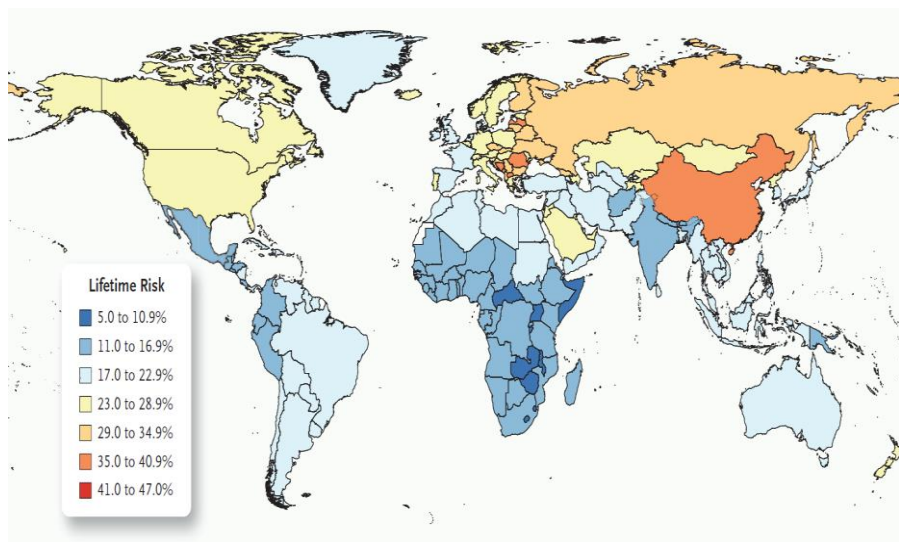 Lifetime Risk
5.0 to 10.9%
11.0 to 16.9%
17.0 to 22.9%
23.0 to 28.9%
29.0 to 34.9%
35.0 to 40.9%
41.0 to 47.0%